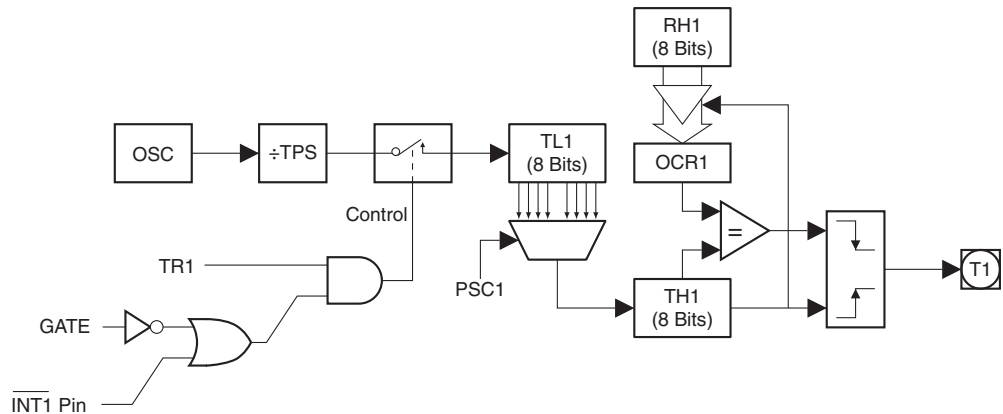 RH1
(8 Bits)
OSC
÷TPS
TL1
(8 Bits)
OCR1
Control
=
T1
TR1
PSC1
TH1
(8 Bits)
GATE
INT1 Pin